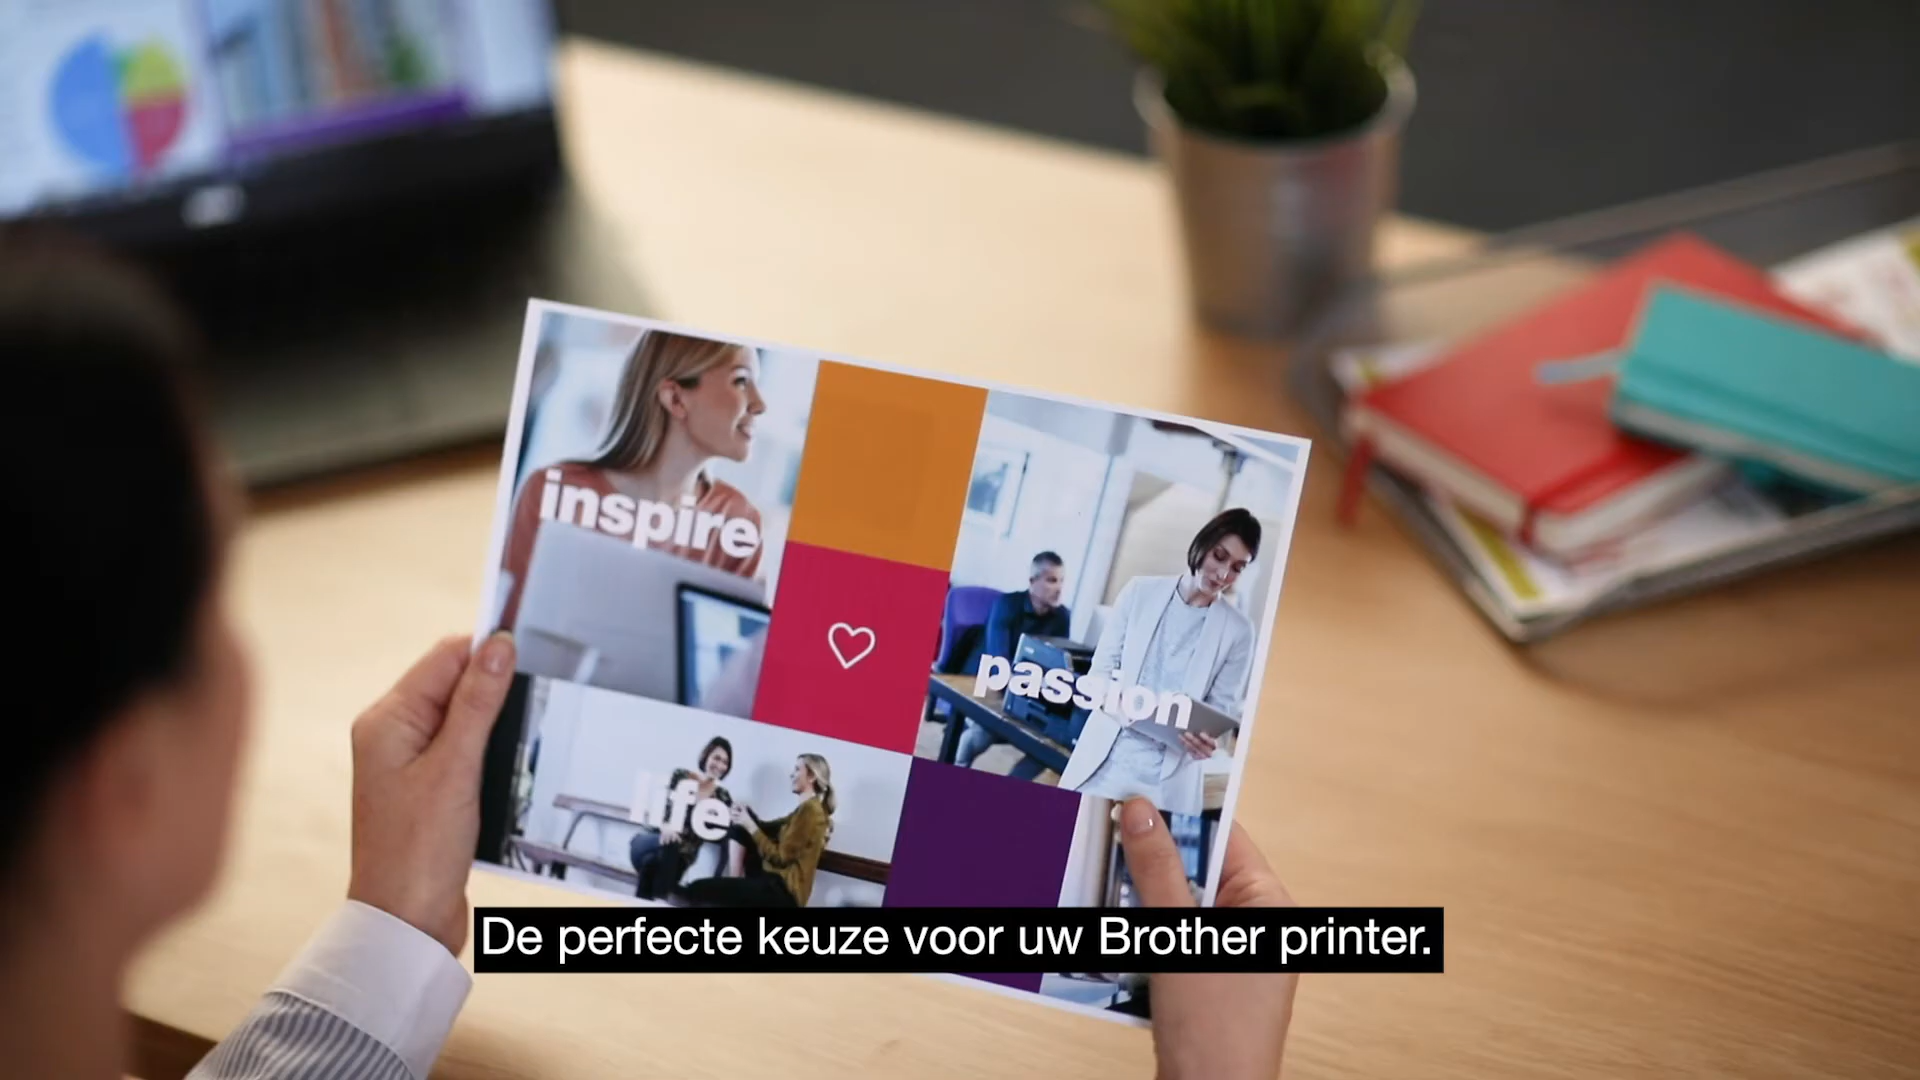 inspire
passion
life
De perfecte keuze voor uw Brother printer.